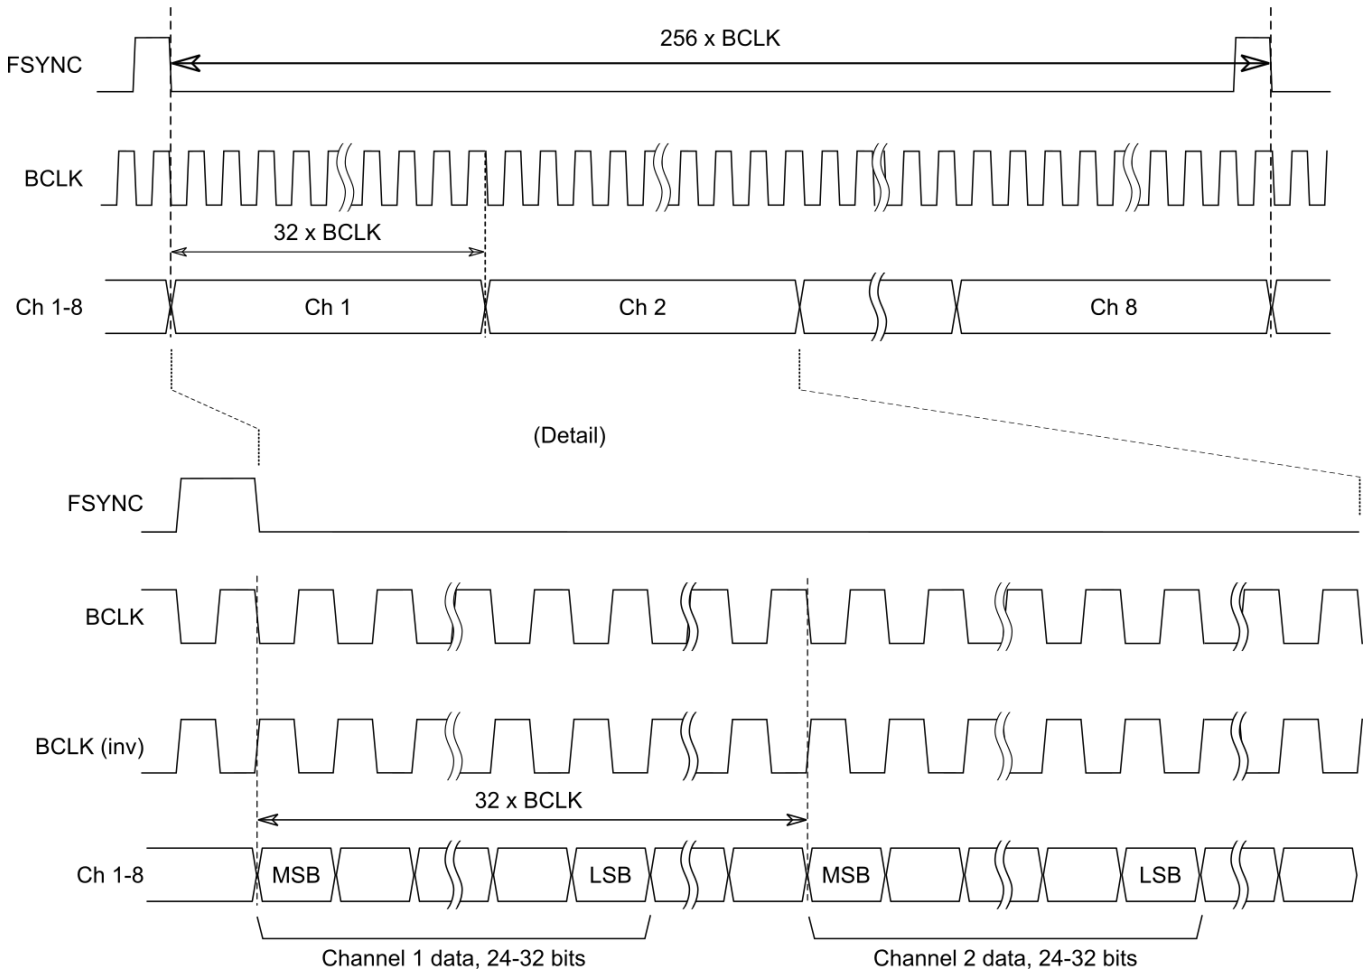 256 x BCLK
FSYNC
BCLK
32 x BCLK
Ch 1-8
Ch 1
Ch 2
Ch 8
(Detail)
FSYNC
BCLK
BCLK (inv)
32 x BCLK
Ch 1-8
MSB
LSB
MSB
LSB
Channel 1 data, 24-32 bits
Channel 2 data, 24-32 bits